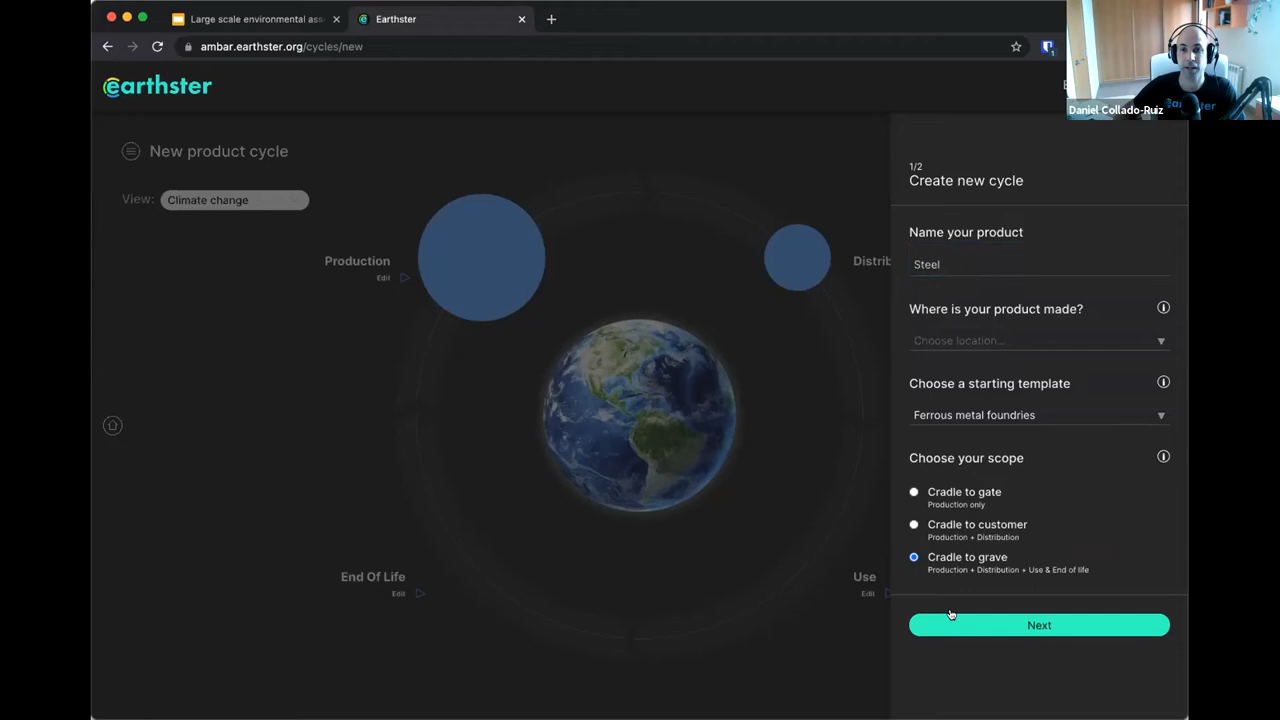 Large scale environmental ass
Earthster
ambar.earthster.org/cycles/new
earthster
Daniel Collado-Ruiz
New product cycle
View: Climate change
Production
Edit
Distrib
End Of Life
Edit
Use
Edit
1/2
Create new cycle
Name your product
Steel
Where is your product made?
Choose location...
Choose a starting template
Ferrous metal foundries
Choose your scope
Cradle to gate
Production only
Cradle to customer
Production + Distribution
Cradle to grave
Production + Distribution + Use & End of life
Next